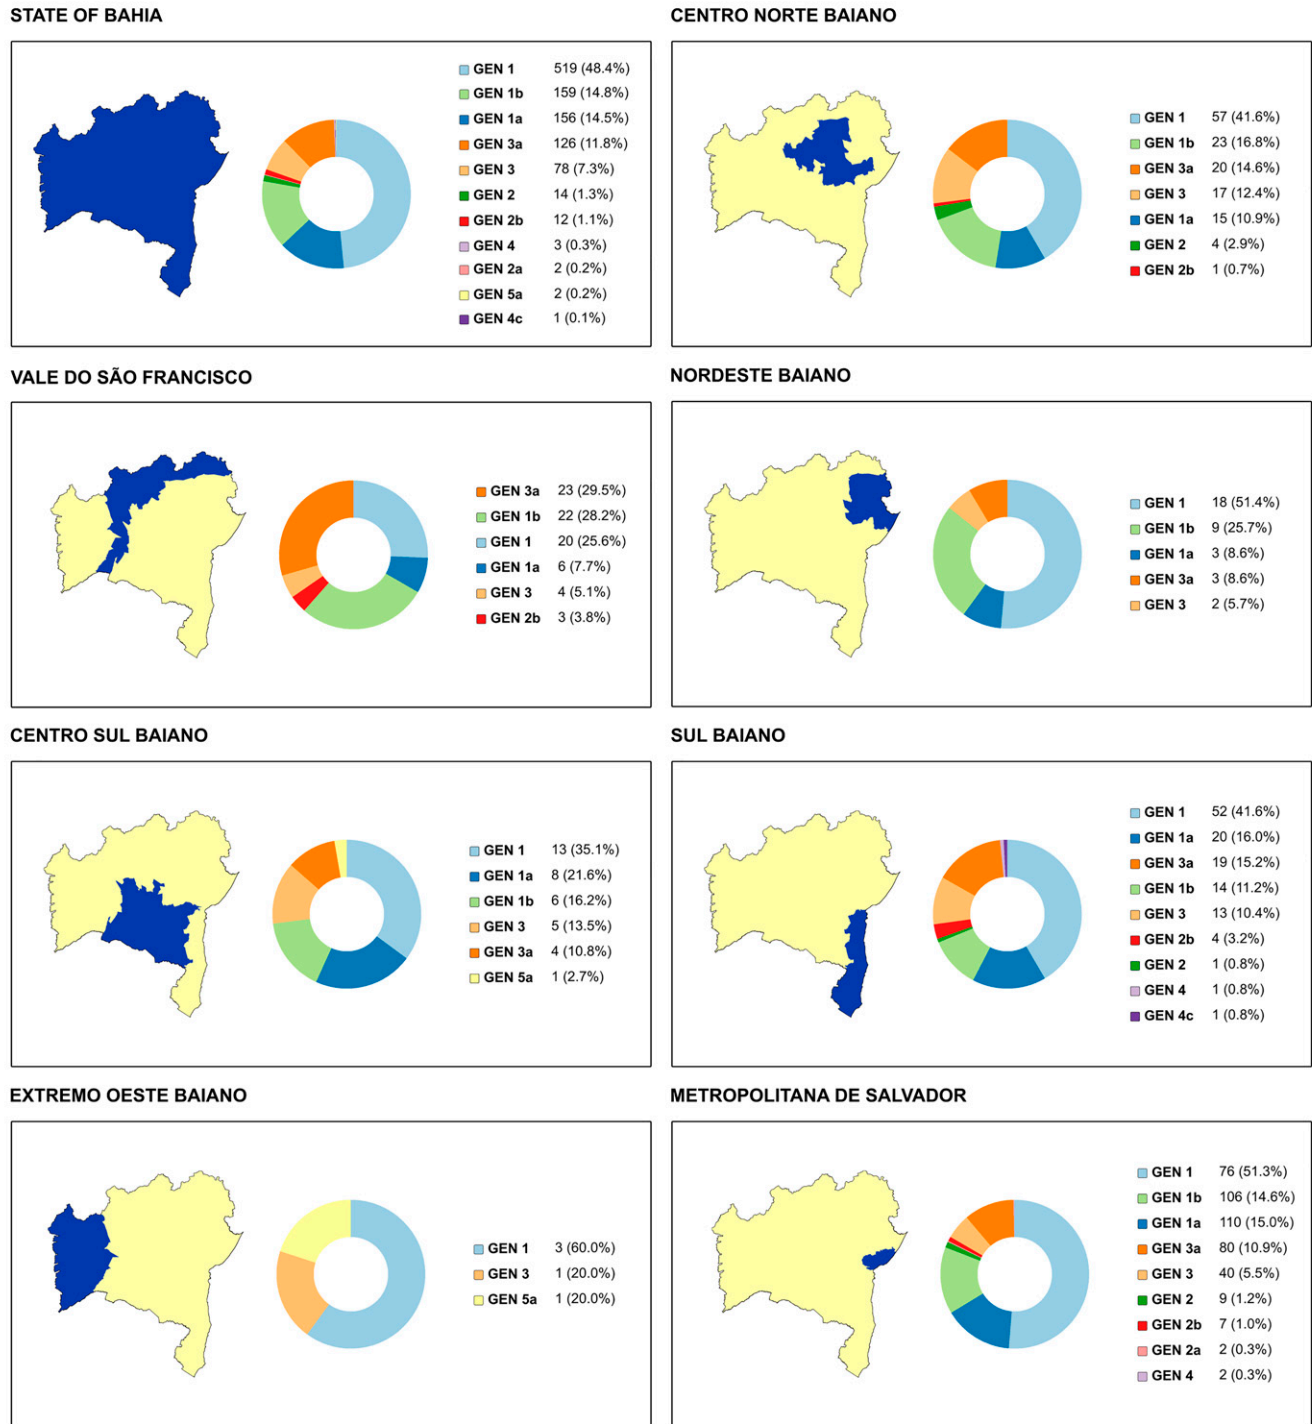 STATE OF BAHIA
GEN 1 519 (48.4%)
GEN 1b 159 (14.8%)
GEN 1a 156 (14.5%)
GEN 3a 126 (11.8%)
GEN 3 78 (7.3%)
GEN 2 14 (1.3%)
GEN 2b 12 (1.1%)
GEN 4 3 (0.3%)
GEN 2a 2 (0.2%)
GEN 5a 2 (0.2%)
GEN 4c 1 (0.1%)
CENTRO NORTE BAIANO
GEN 1 57 (41.6%)
GEN 1b 23 (16.8%)
GEN 3a 20 (14.6%)
GEN 3 17 (12.4%)
GEN 1a 15 (10.9%)
GEN 2 4 (2.9%)
GEN 2b 1 (0.7%)
VALE DO SÃO FRANCISCO
GEN 3a 23 (29.5%)
GEN 1b 22 (28.2%)
GEN 1 20 (25.6%)
GEN 1a 6 (7.7%)
GEN 3 4 (5.1%)
GEN 2b 3 (3.8%)
NORDESTE BAIANO
GEN 1 18 (51.4%)
GEN 1b 9 (25.7%)
GEN 1a 3 (8.6%)
GEN 3a 3 (8.6%)
GEN 3 2 (5.7%)
CENTRO SUL BAIANO
GEN 1 13 (35.1%)
GEN 1a 8 (21.6%)
GEN 1b 6 (16.2%)
GEN 3 5 (13.5%)
GEN 3a 4 (10.8%)
GEN 5a 1 (2.7%)
SUL BAIANO
GEN 1 52 (41.6%)
GEN 1a 20 (16.0%)
GEN 3a 19 (15.2%)
GEN 1b 14 (11.2%)
GEN 3 13 (10.4%)
GEN 2b 4 (3.2%)
GEN 2 1 (0.8%)
GEN 4 1 (0.8%)
GEN 4c 1 (0.8%)
EXTREMO OESTE BAIANO
GEN 1 3 (60.0%)
GEN 3 1 (20.0%)
GEN 5a 1 (20.0%)
METROPOLITANA DE SALVADOR
GEN 1 76 (51.3%)
GEN 1b 106 (14.6%)
GEN 1a 110 (15.0%)
GEN 3a 80 (10.9%)
GEN 3 40 (5.5%)
GEN 2 9 (1.2%)
GEN 2b 7 (1.0%)
GEN 2a 2 (0.3%)
GEN 4 2 (0.3%)